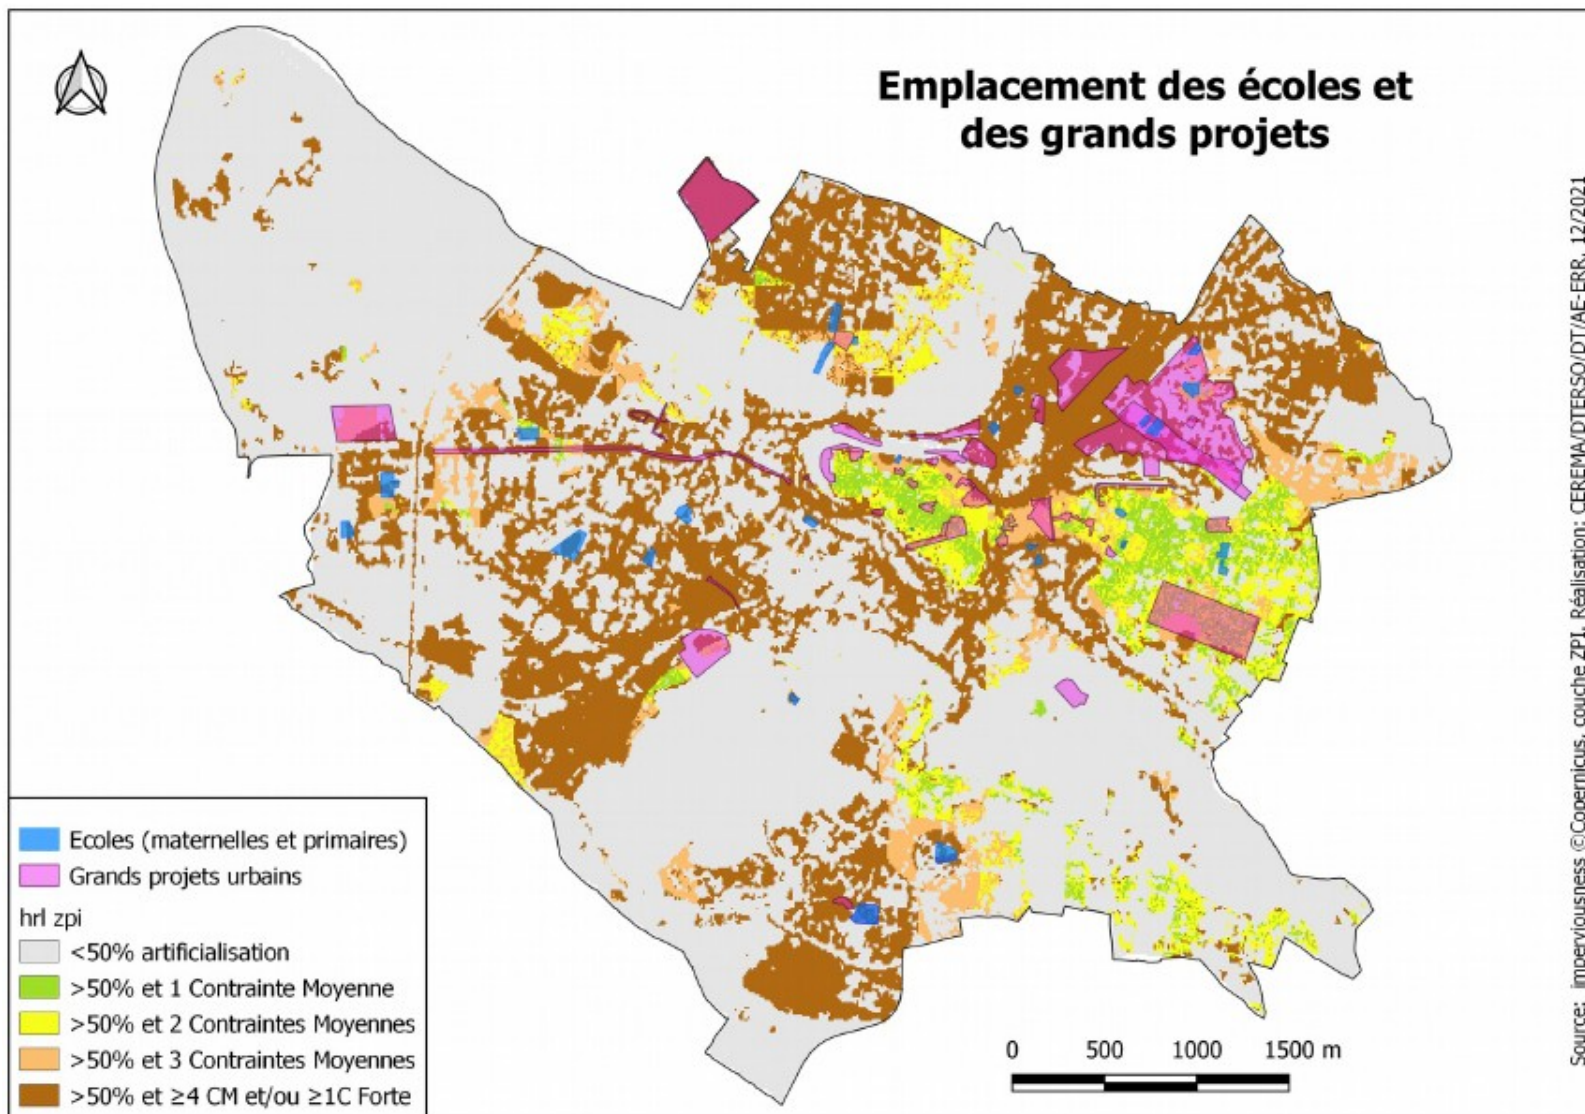 Emplacement des écoles et
des grands projets
Ecoles (maternelles et primaires)
Grands projets urbains
hrl zpi
<50% artificialisation
>50% et 1 Contrainte Moyenne
>50% et 2 Contraintes Moyennes
>50% et 3 Contraintes Moyennes
>50% et ≥4 CM et/ou ≥1C Forte
0 500 1000 1500 m
Source: imperviousness ©Copernicus, couche ZPI. Réalisation: CEREMA/DTERSO/DT/AE-ERR, 12/2021